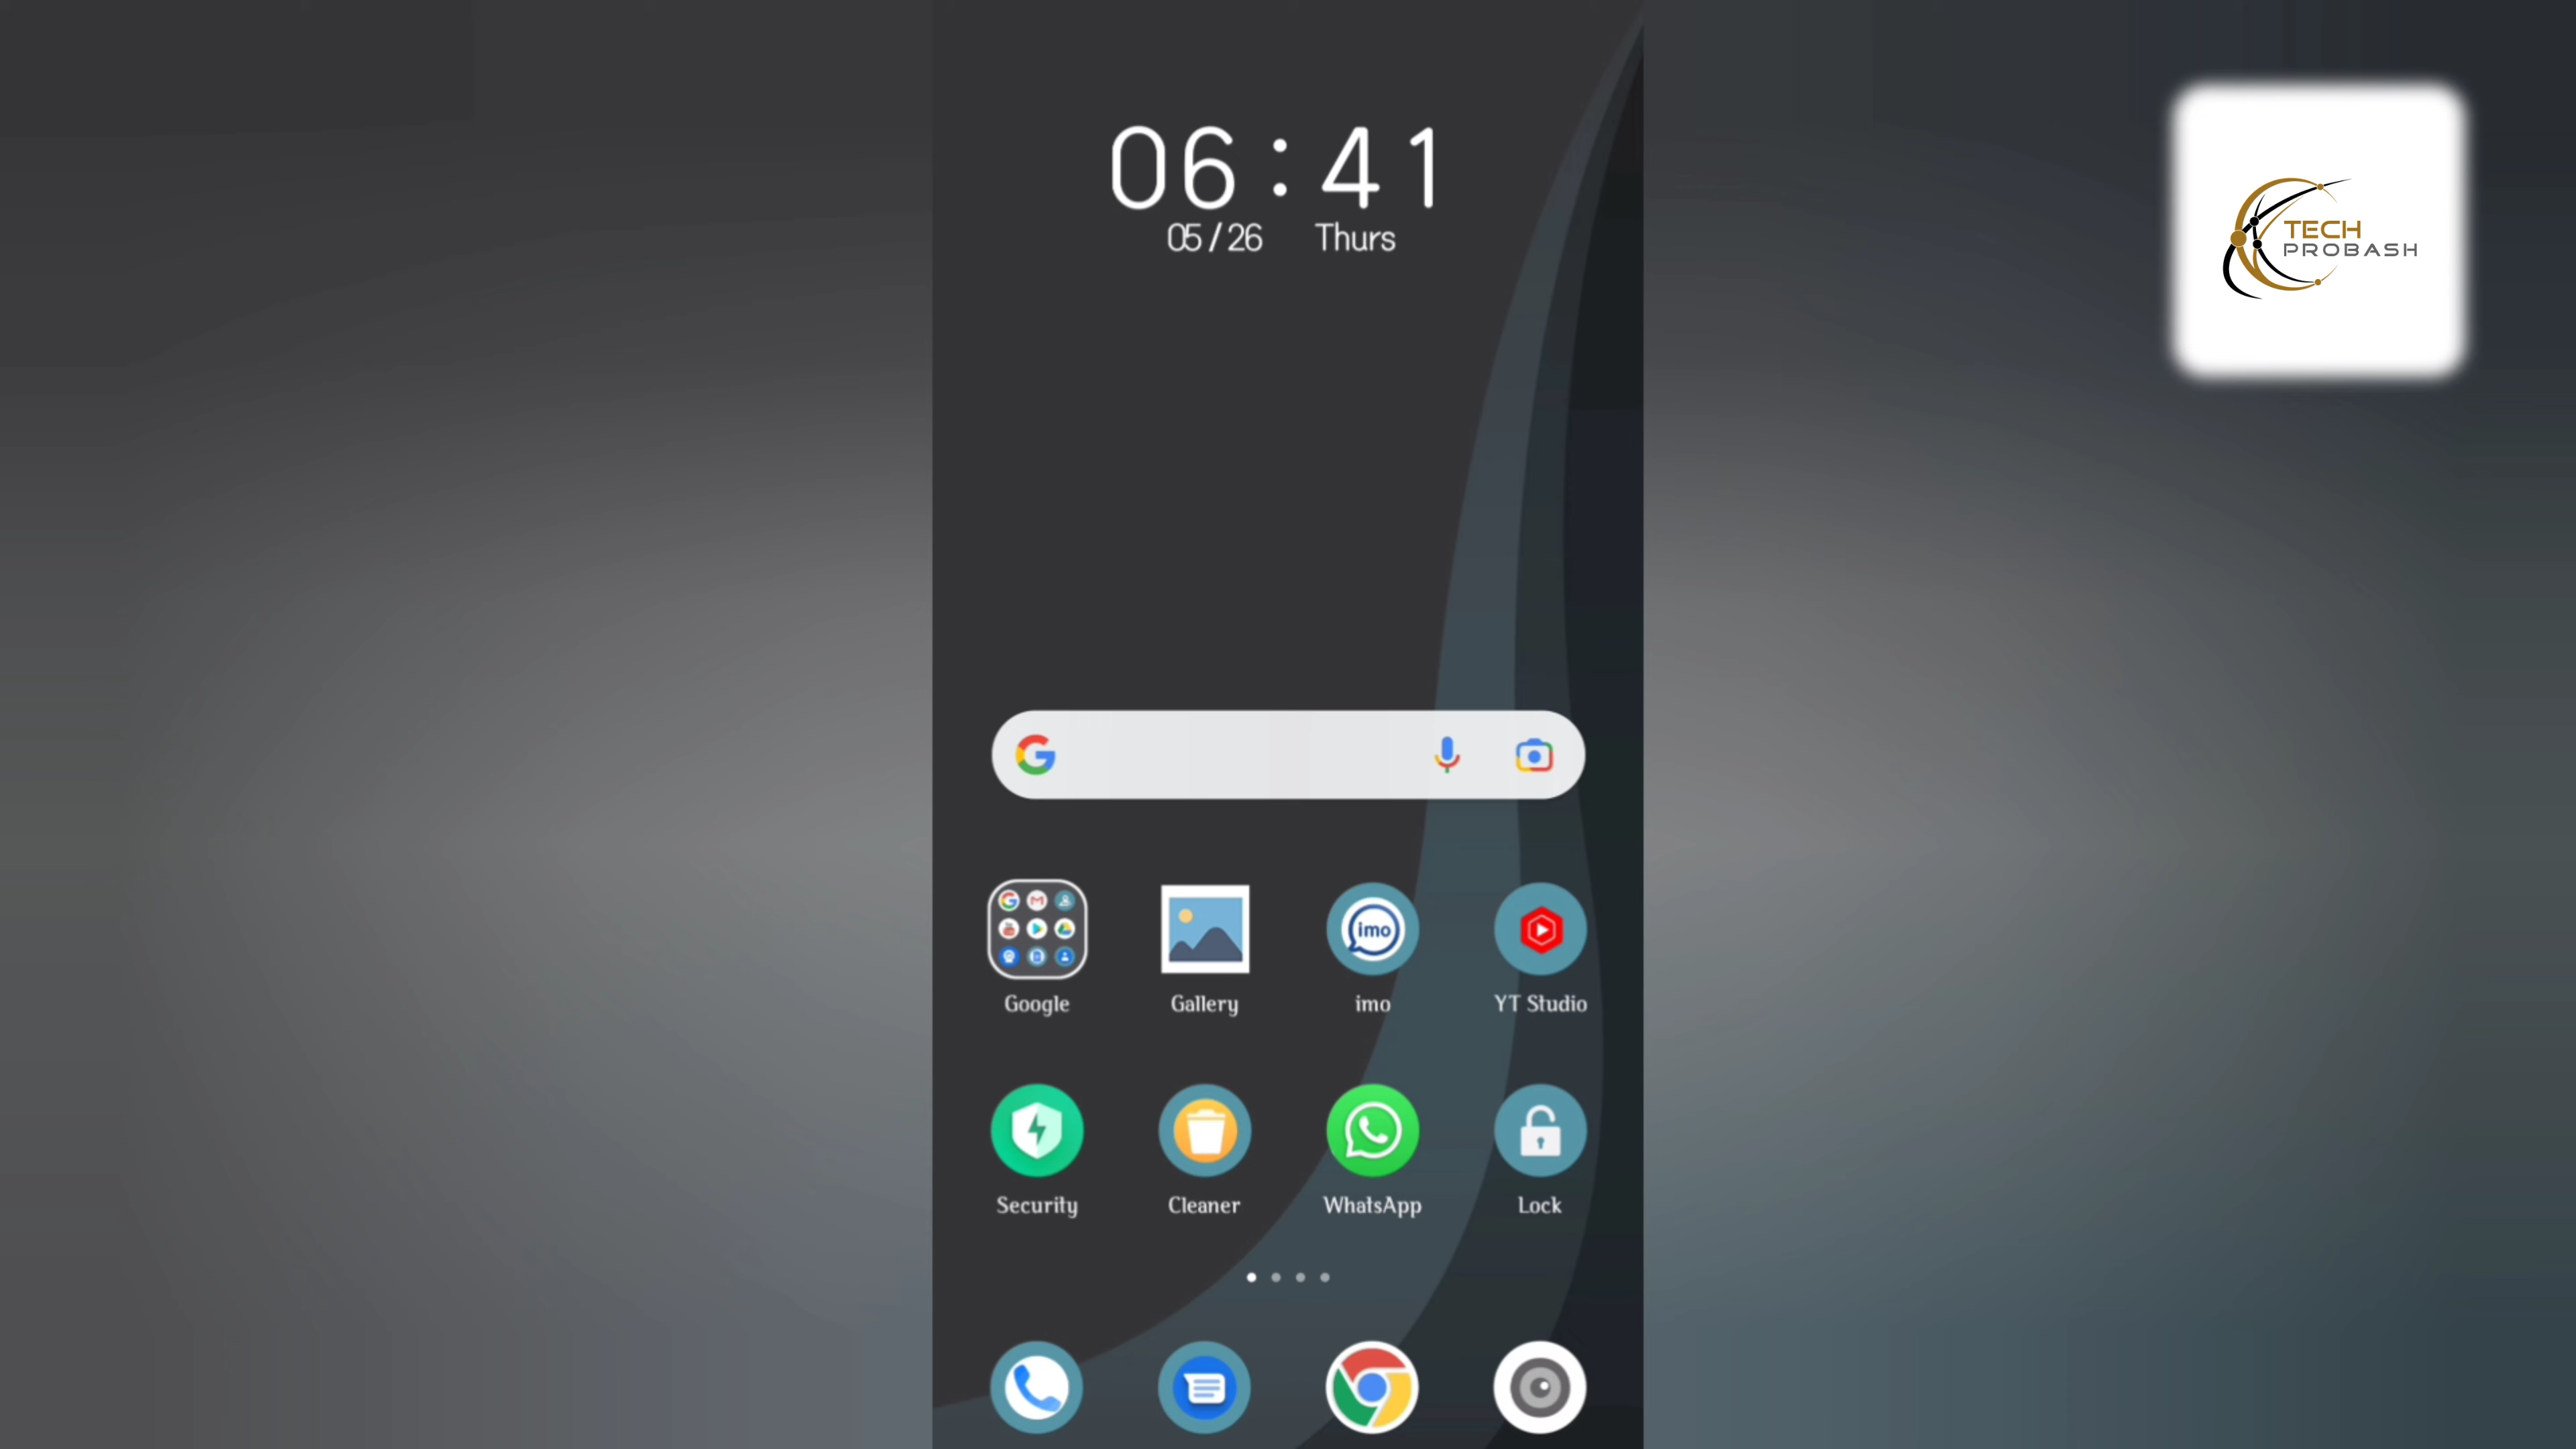 06:41
05/26 Thurs
TECH
PROBASH
Google Gallery imo YT Studio
imo
Security Cleaner WhatsApp Lock